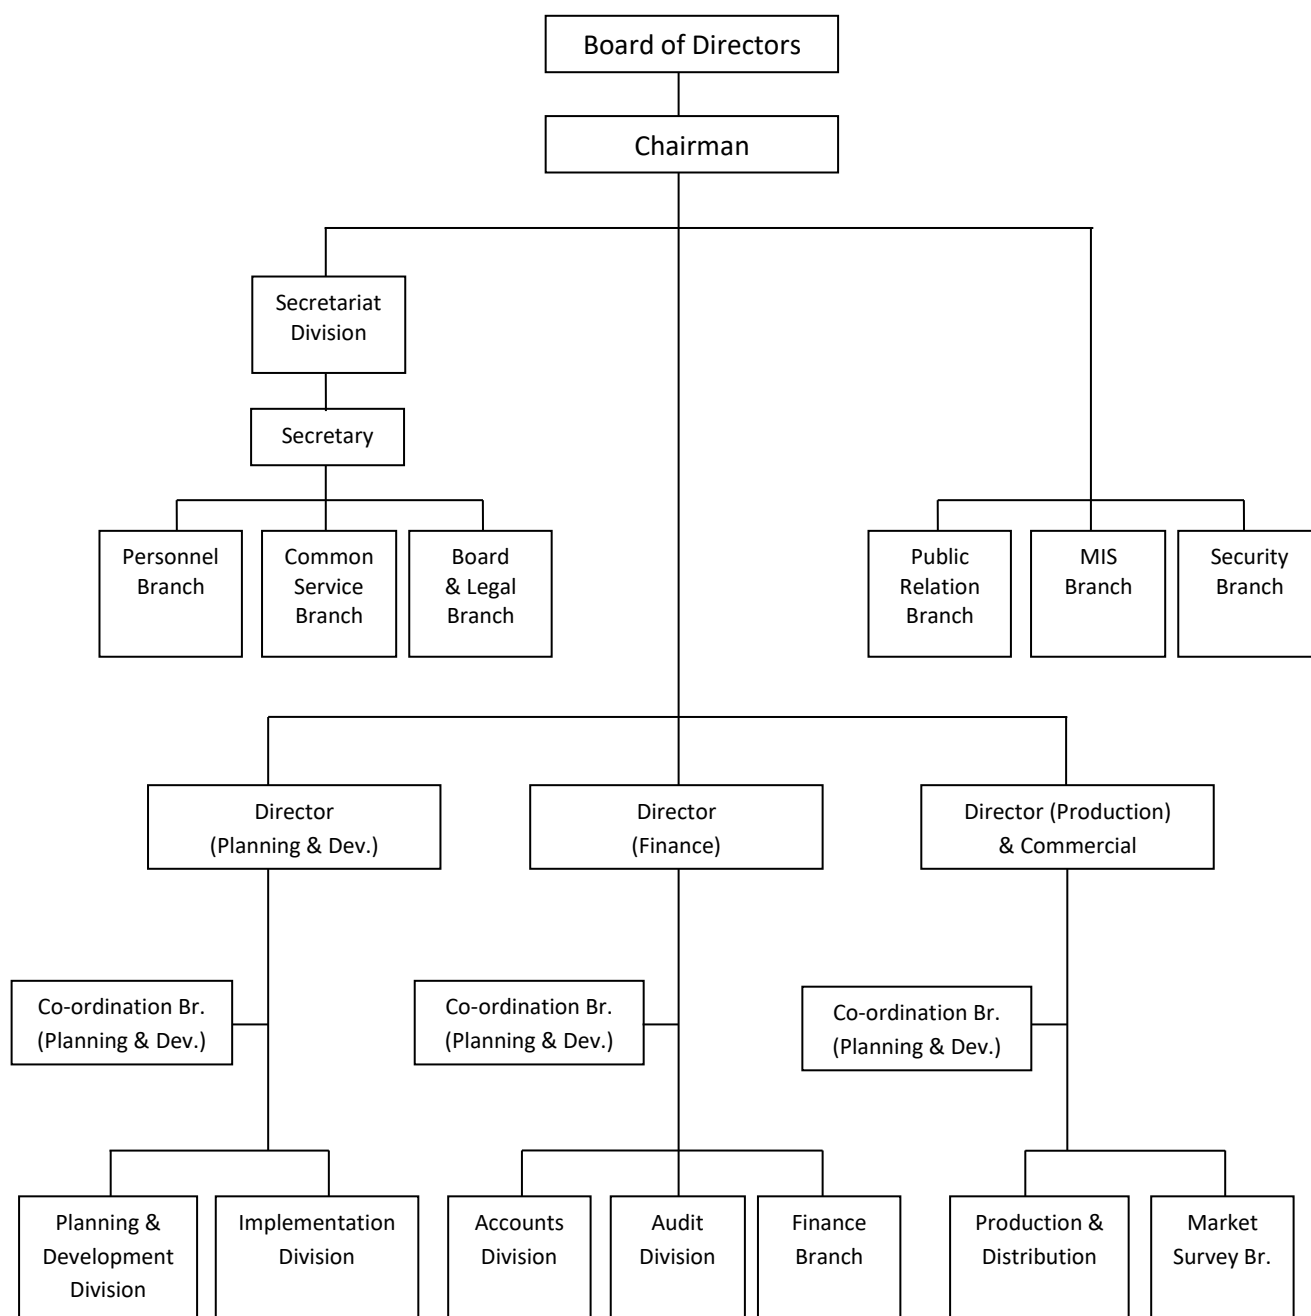 Board of Directors
Chairman
Secretariat
Division
Secretary
Personnel
Branch
Common
Service
Branch
Board
& Legal
Branch
Public
Relation
Branch
MIS
Branch
Security
Branch
Director
(Planning & Dev.)
Director
(Finance)
Director (Production)
& Commercial
Co-ordination Br.
(Planning & Dev.)
Co-ordination Br.
(Planning & Dev.)
Co-ordination Br.
(Planning & Dev.)
Planning &
Development
Division
Implementation
Division
Accounts
Division
Audit
Division
Finance
Branch
Production &
Distribution
Market
Survey Br.